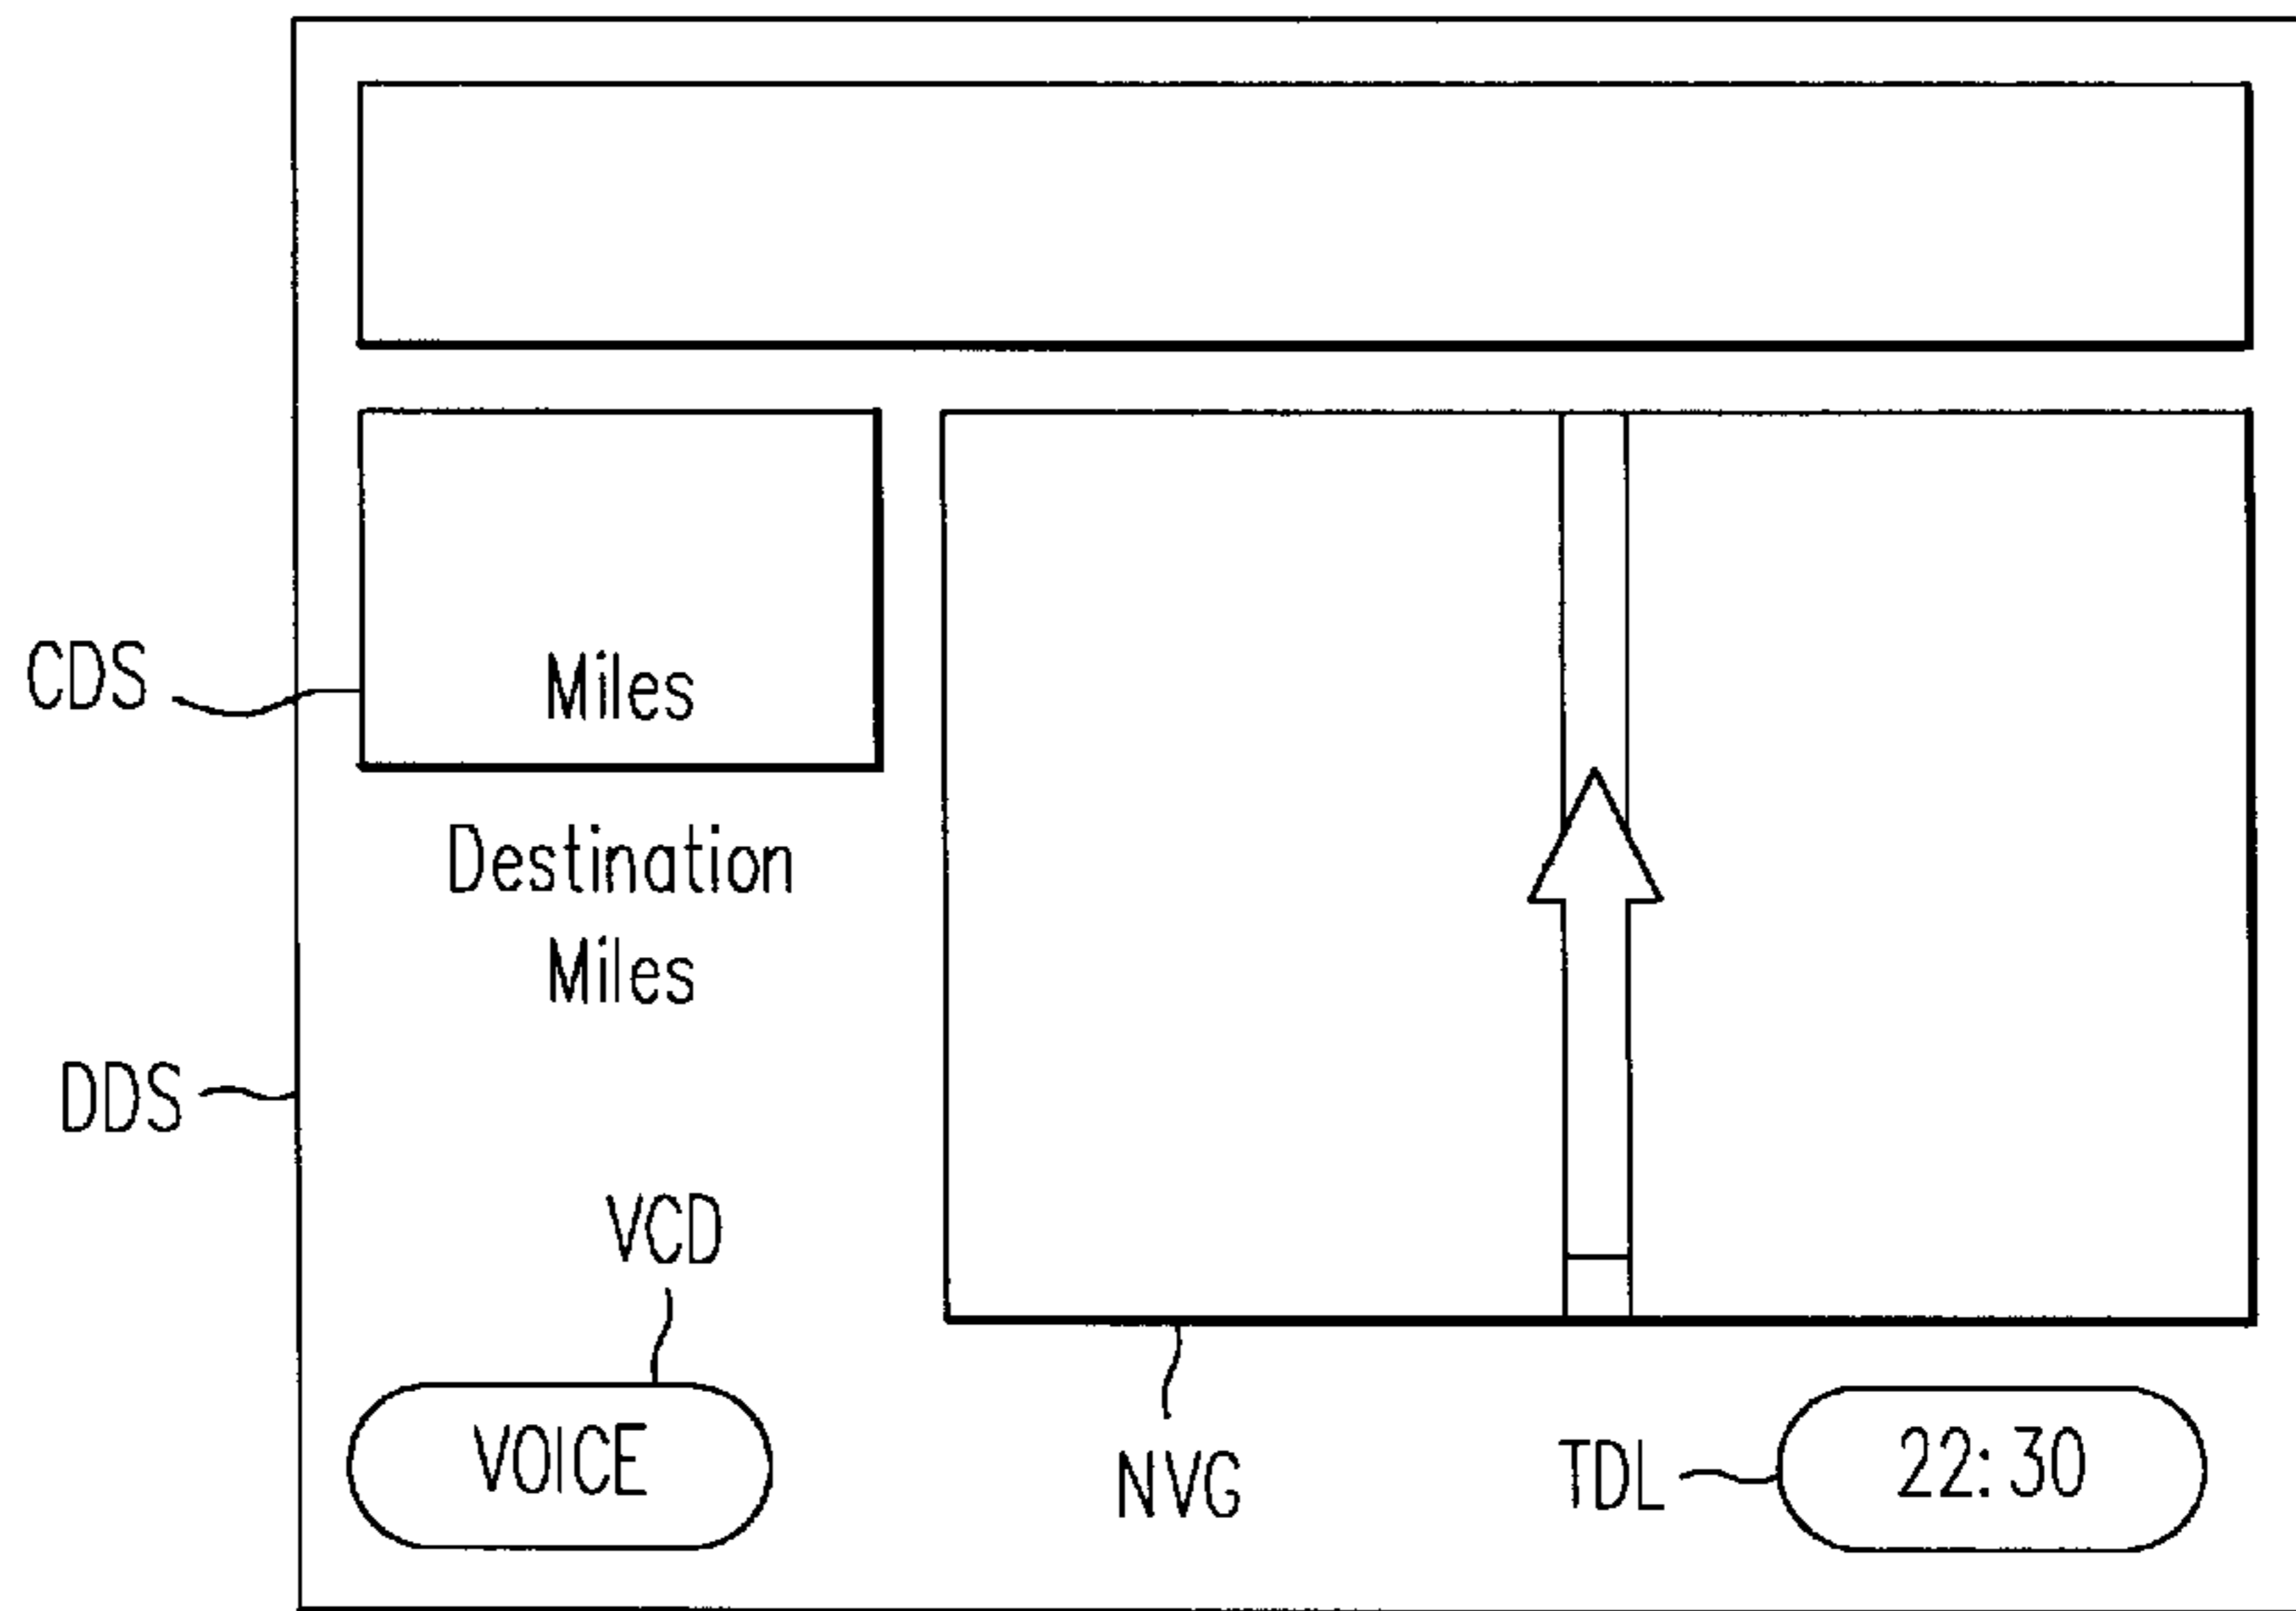 CDS
Miles
Destination
Miles
DDS
VCD
VOICE
NVG
TDL
22:30